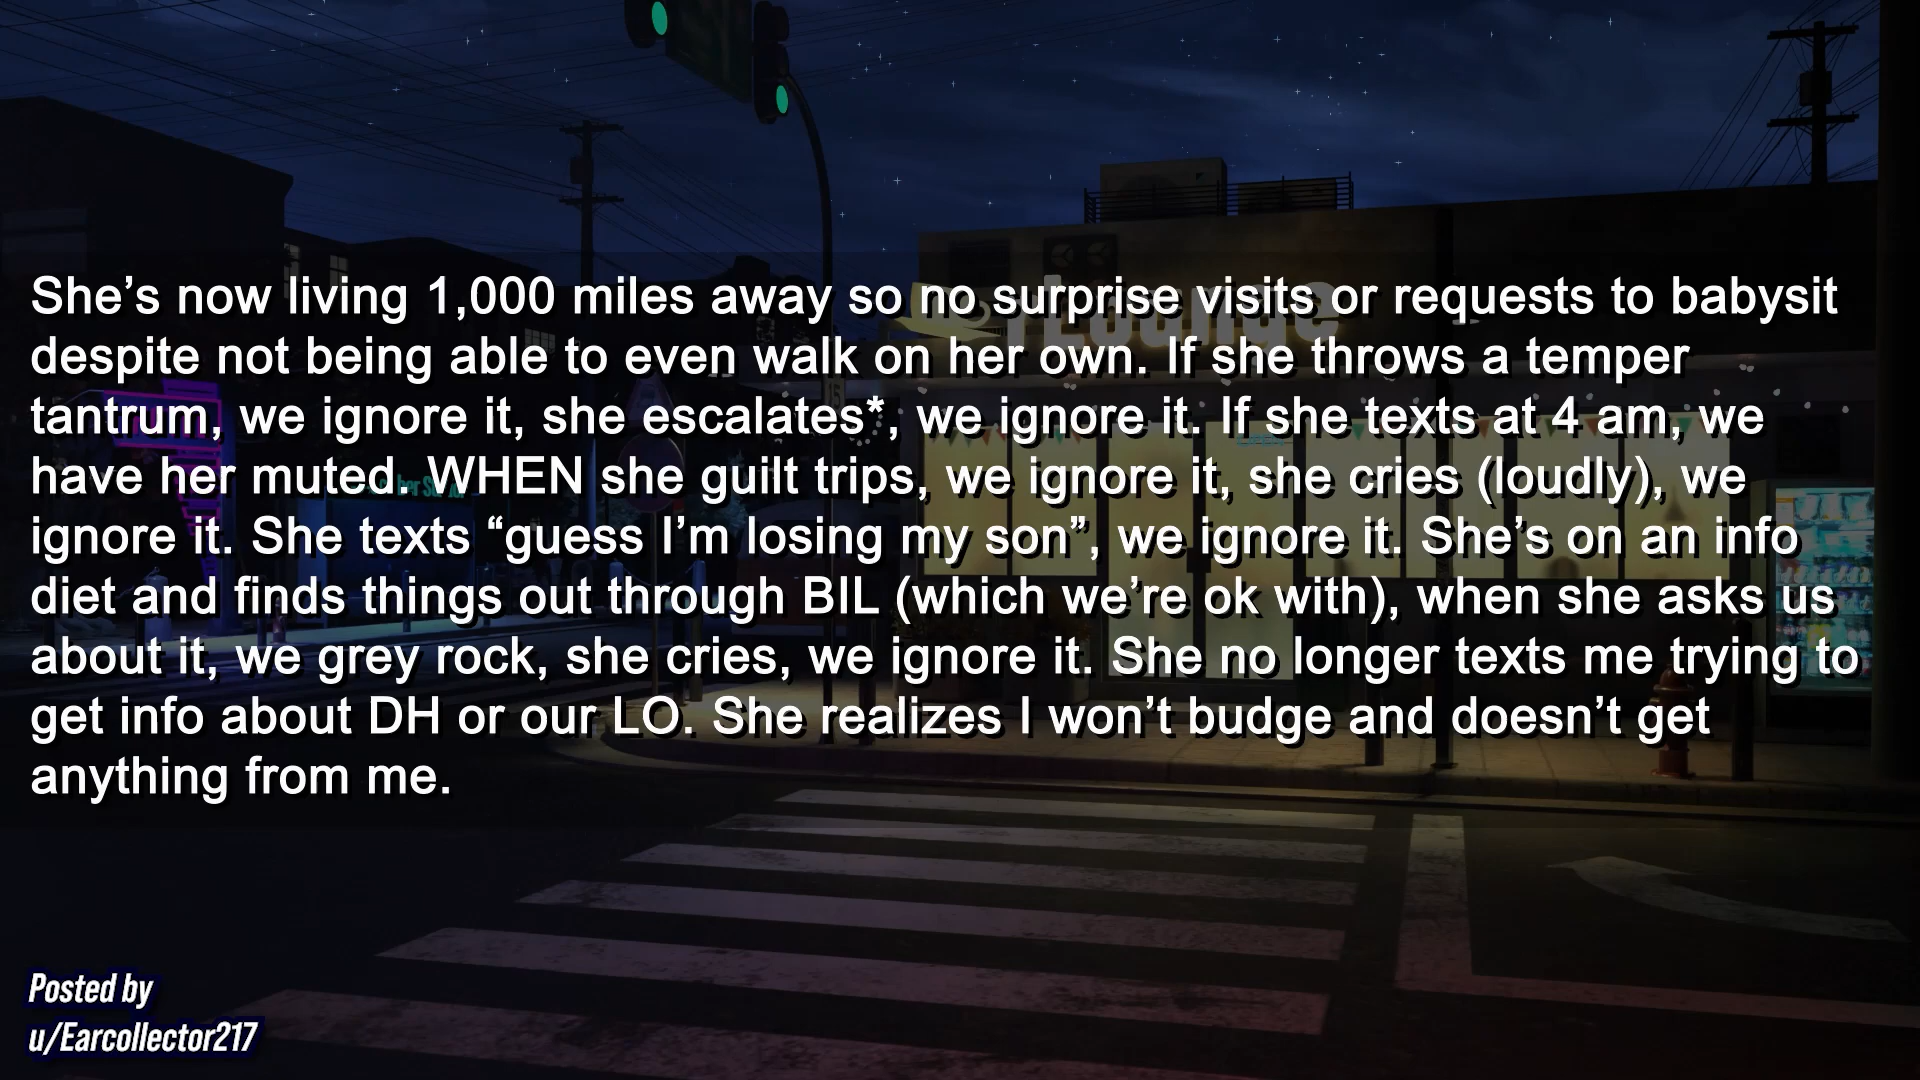 She’s now living 1,000 miles away so no surprise visits or requests to babysit
despite not being able to even walk on her own. If she throws a temper
tantrum, we ignore it, she escalates*, we ignore it. If she texts at 4 am, we
have her muted. WHEN she guilt trips, we ignore it, she cries (loudly), we
ignore it. She texts “guess I’m losing my son”, we ignore it. She’s on an info
diet and finds things out through BIL (which we’re ok with), when she asks us
about it, we grey rock, she cries, we ignore it. She no longer texts me trying to
get info about DH or our LO. She realizes I won’t budge and doesn’t get
anything from me.
Lounge
Posted by
u/Earcollector217